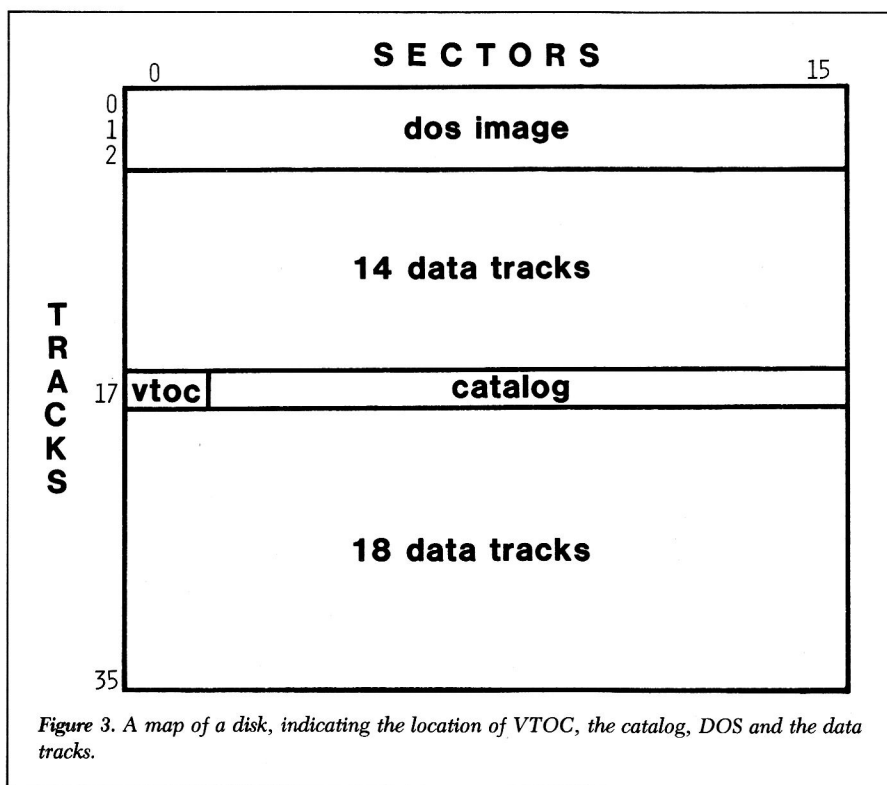 SECTORS
0 15
0
1
2
dos image
14 data tracks
TRACKS
17
vtoc
catalog
18 data tracks
35
Figure 3. A map of a disk, indicating the location of VTOC, the catalog, DOS and the data
tracks.